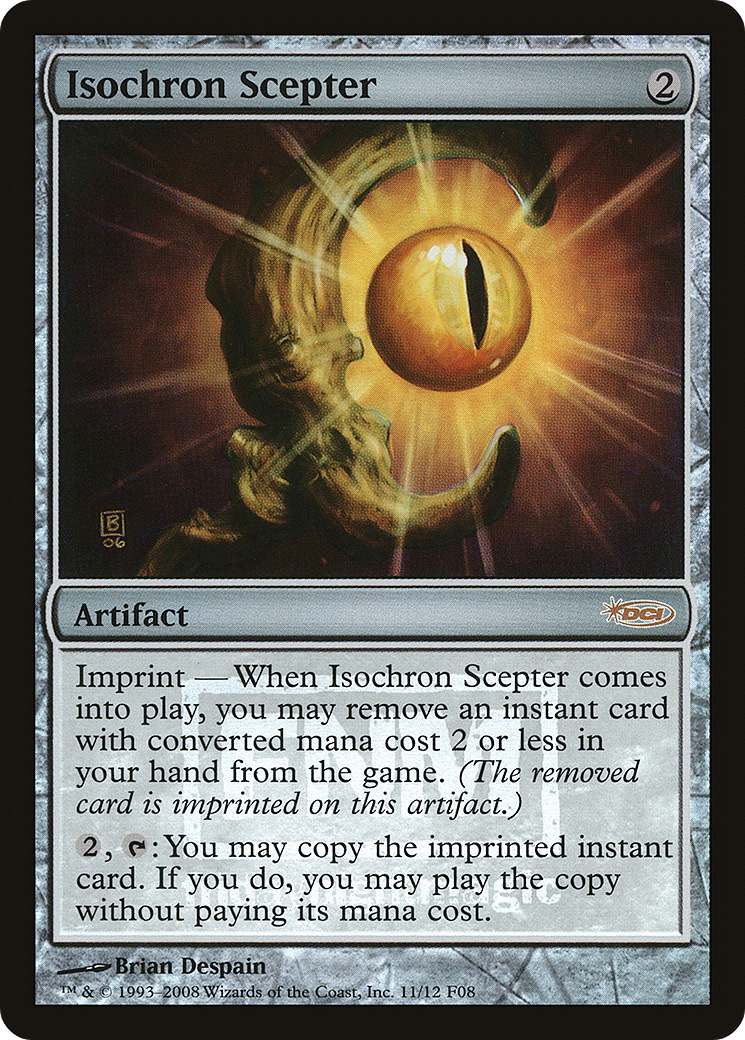 Isochron Scepter
2
B
06
Artifact
DCI
Imprint — When Isochron Scepter comes
into play, you may remove an instant card
with converted mana cost 2 or less in
your hand from the game. (The removed
card is imprinted on this artifact.)
2, : You may copy the imprinted instant
card. If you do, you may play the copy
without paying its mana cost.
Brian Despain
™ & © 1993–2008 Wizards of the Coast, Inc. 11/12 F08